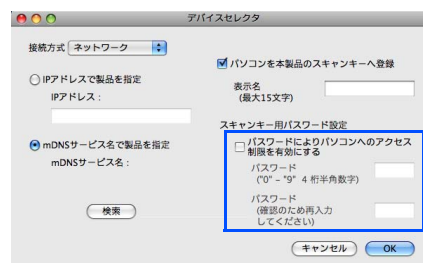 デバイスセレクタ
接続方式 ネットワーク
IPアドレスで製品を指定
IPアドレス :
mDNSサービス名で製品を指定
mDNSサービス名 :
検索
パソコンを本製品のスキャンキーへ登録
表示名
(最大15文字)
スキャンキー用パスワード設定
パスワードによりパソコンへのアクセス
制限を有効にする
パスワード
("0" – "9" 4 桁半角数字)
パスワード
(確認のため再入力
してください)
キャンセル OK